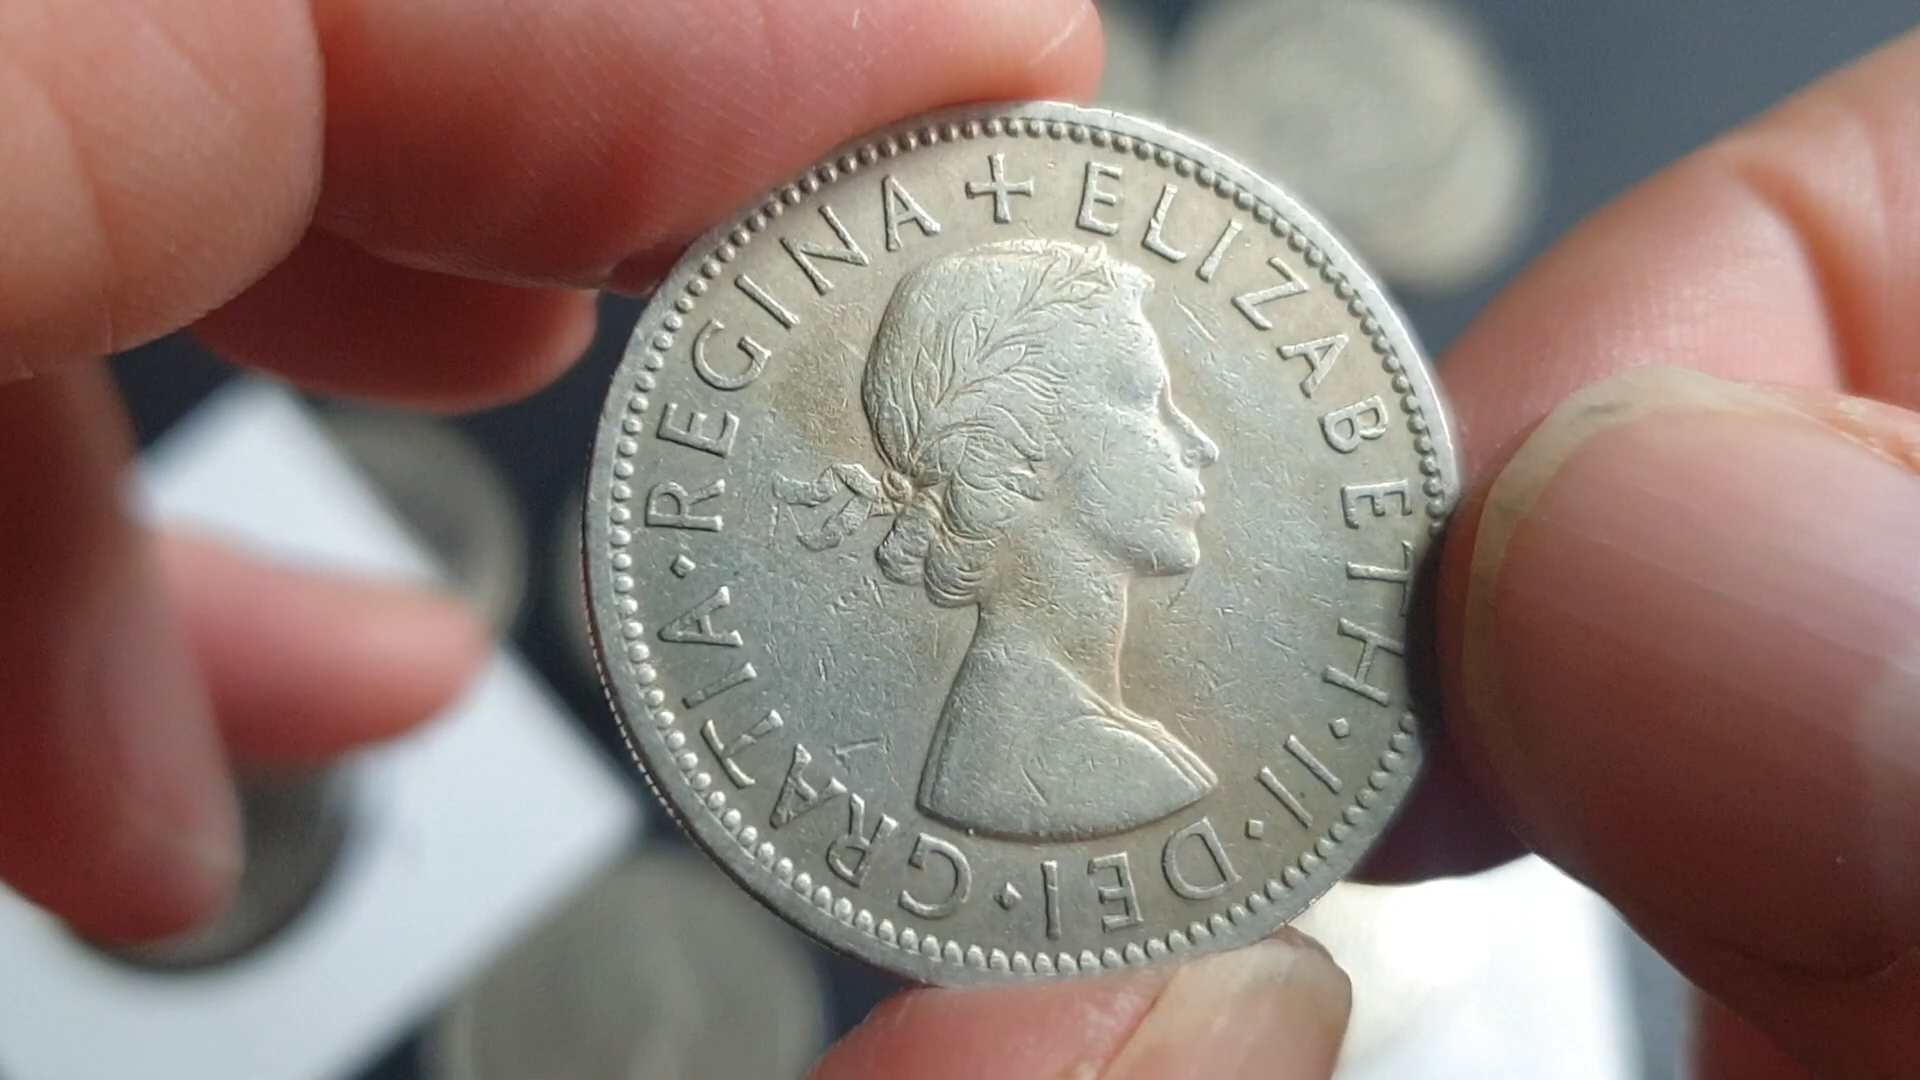 + ELIZABETH · II · DEI · GRATIA · REGINA